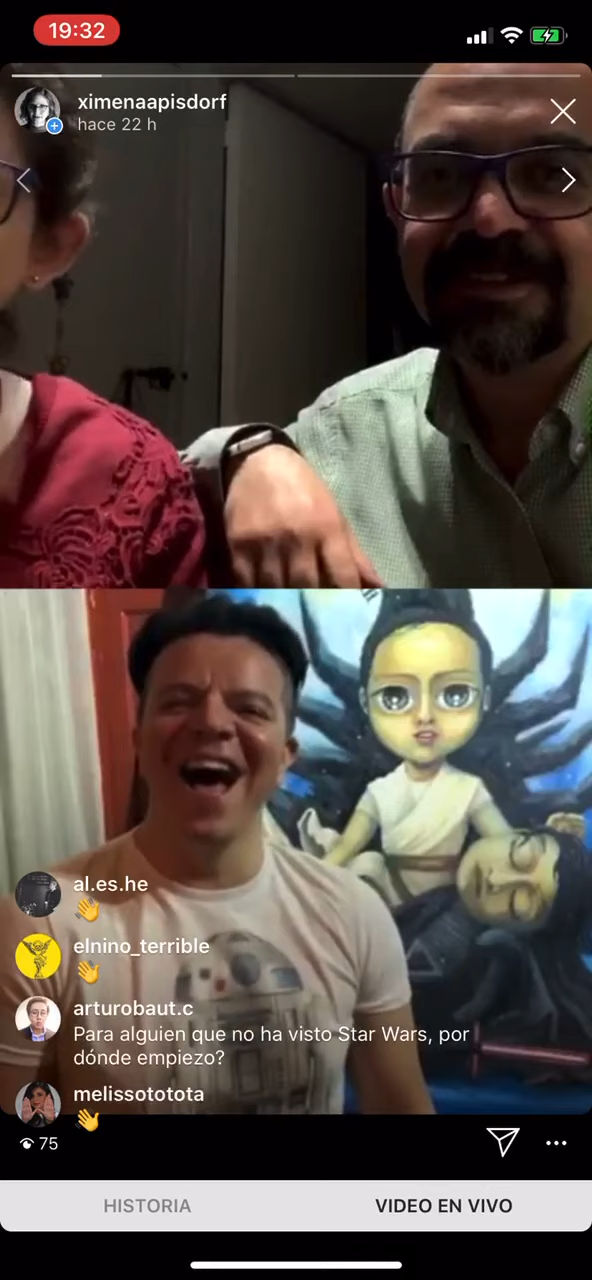 19:32
ximenaapisdorf
hace 22 h
al.es.he
👋
elnino_terrible
👋
arturobaut.c
Para alguien que no ha visto Star Wars, por
dónde empiezo?
melissototota
👋
75
HISTORIA
VIDEO EN VIVO